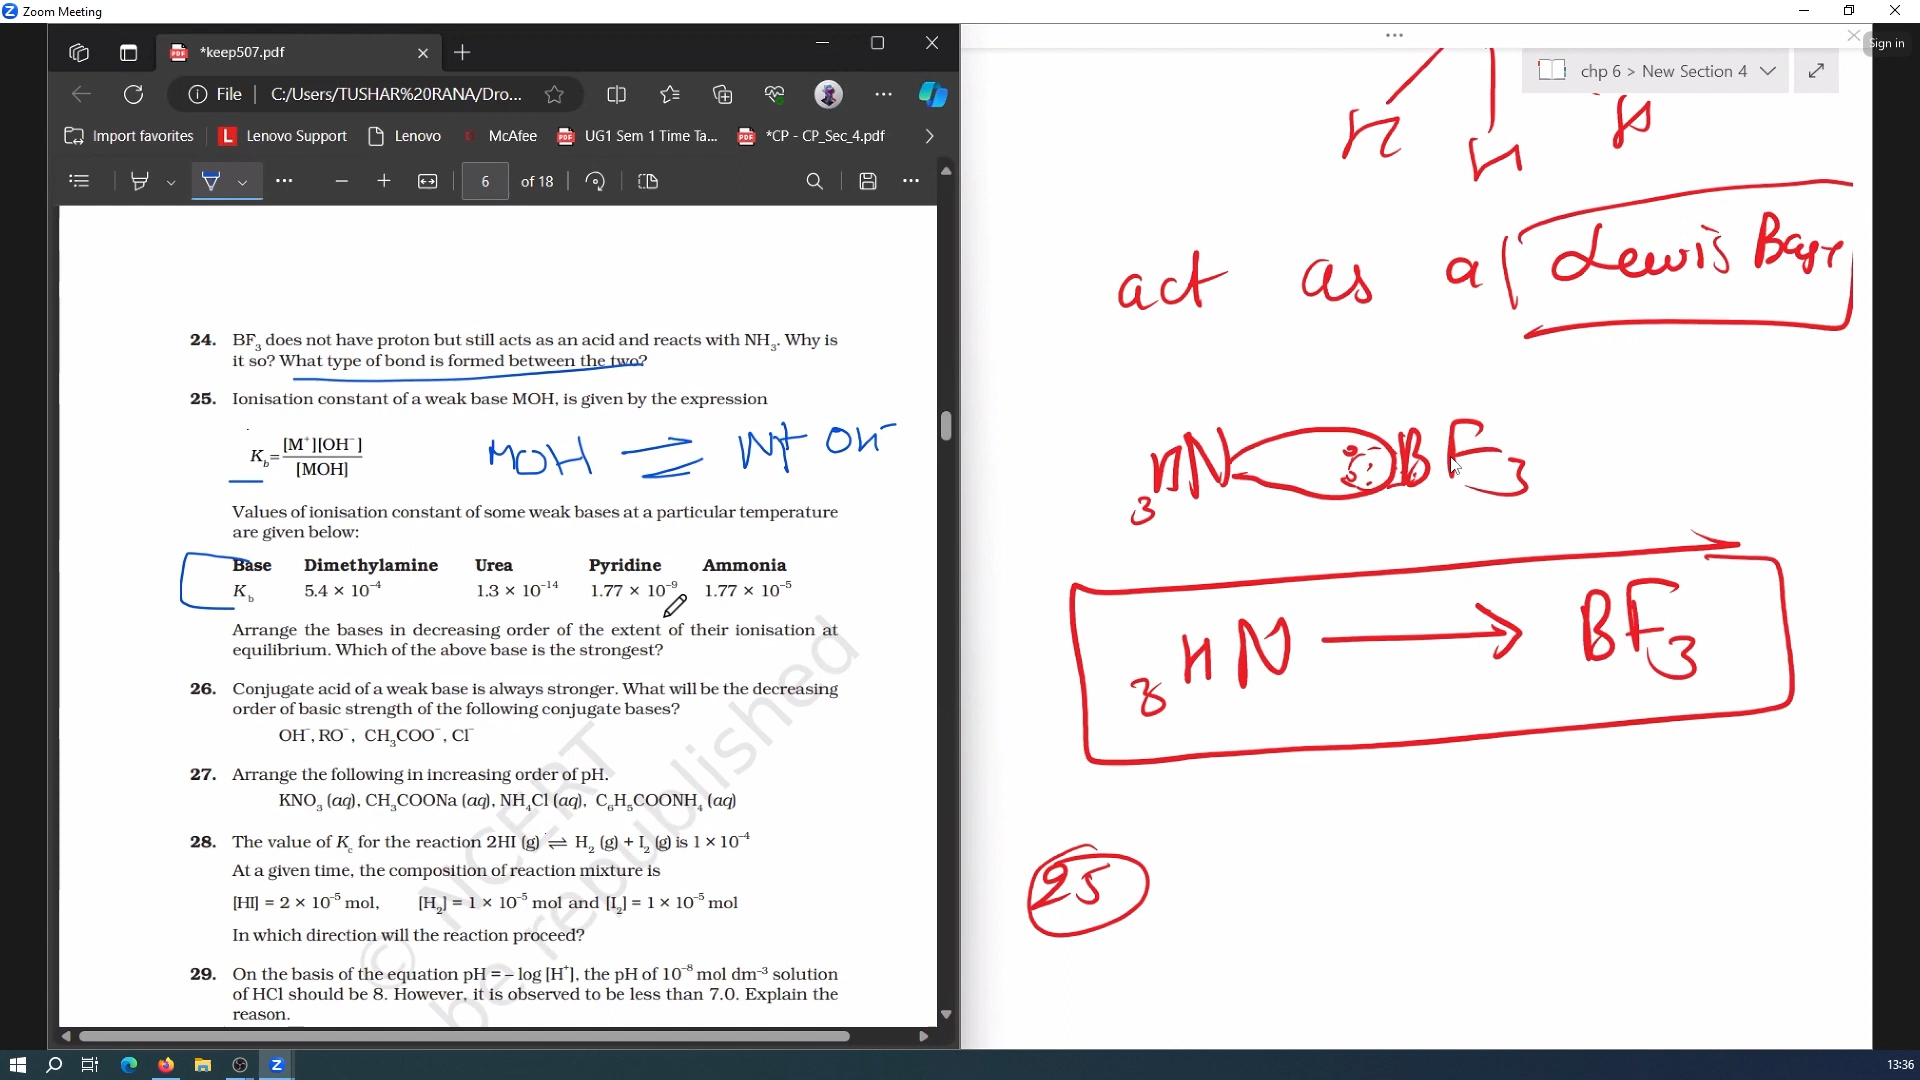 Zoom Meeting
*keep507.pdf
Sign in
chp 6 > New Section 4
File C:/Users/TUSHAR%20RANA/Dro...
Import favorites Lenovo Support Lenovo McAfee UG1 Sem 1 Time Ta... *CP - CP_Sec_4.pdf
6 of 18
24. BF₃ does not have proton but still acts as an acid and reacts with NH₃. Why is
it so? What type of bond is formed between the two?
25. Ionisation constant of a weak base MOH, is given by the expression
K_b = [M⁺][OH⁻] / [MOH]
MOH ⇌ M+ OH⁻
Values of ionisation constant of some weak bases at a particular temperature
are given below:
Base Dimethylamine Urea Pyridine Ammonia
K_b 5.4 × 10⁻⁴ 1.3 × 10⁻¹⁴ 1.77 × 10⁻⁹ 1.77 × 10⁻⁵
Arrange the bases in decreasing order of the extent of their ionisation at
equilibrium. Which of the above base is the strongest?
26. Conjugate acid of a weak base is always stronger. What will be the decreasing
order of basic strength of the following conjugate bases?
OH⁻, RO⁻, CH₃COO⁻, Cl⁻
27. Arrange the following in increasing order of pH.
KNO₃ (aq), CH₃COONa (aq), NH₄Cl (aq), C₆H₅COONH₄ (aq)
28. The value of K_c for the reaction 2HI (g) ⇌ H₂ (g) + I₂ (g) is 1 × 10⁻⁴
At a given time, the composition of reaction mixture is
[HI] = 2 × 10⁻⁵ mol, [H₂] = 1 × 10⁻⁵ mol and [I₂] = 1 × 10⁻⁵ mol
In which direction will the reaction proceed?
29. On the basis of the equation pH = – log [H⁺], the pH of 10⁻⁸ mol dm⁻³ solution
of HCl should be 8. However, it is observed to be less than 7.0. Explain the
reason.
© NCERT
be republished
H H H
act as a Lewis Base
₃HN BF₃
₃HN → BF₃
25
13:36